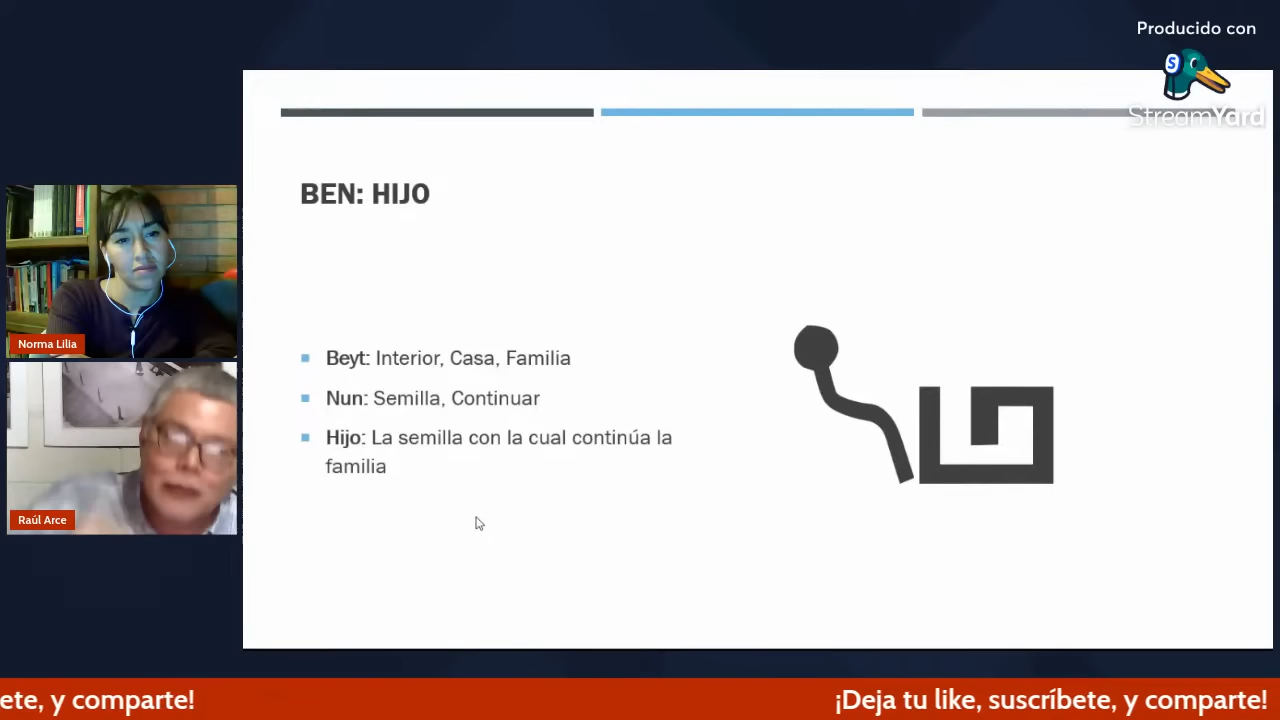 Producido con
S
StreamYard
BEN: HIJO
Beyt: Interior, Casa, Familia
Nun: Semilla, Continuar
Hijo: La semilla con la cual continúa la
familia
Norma Lilia
Raúl Arce
ete, y comparte!
¡Deja tu like, suscríbete, y comparte!